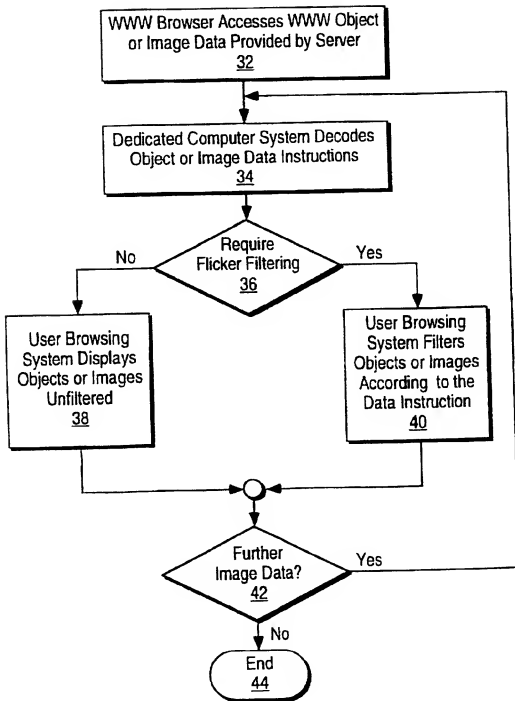 WWW Browser Accesses WWW Object
or Image Data Provided by Server
32
Dedicated Computer System Decodes
Object or Image Data Instructions
34
Require
Flicker Filtering
36
No
Yes
User Browsing
System Displays
Objects or Images
Unfiltered
38
User Browsing
System Filters
Objects or Images
According to the
Data Instruction
40
Further
Image Data?
42
Yes
No
End
44